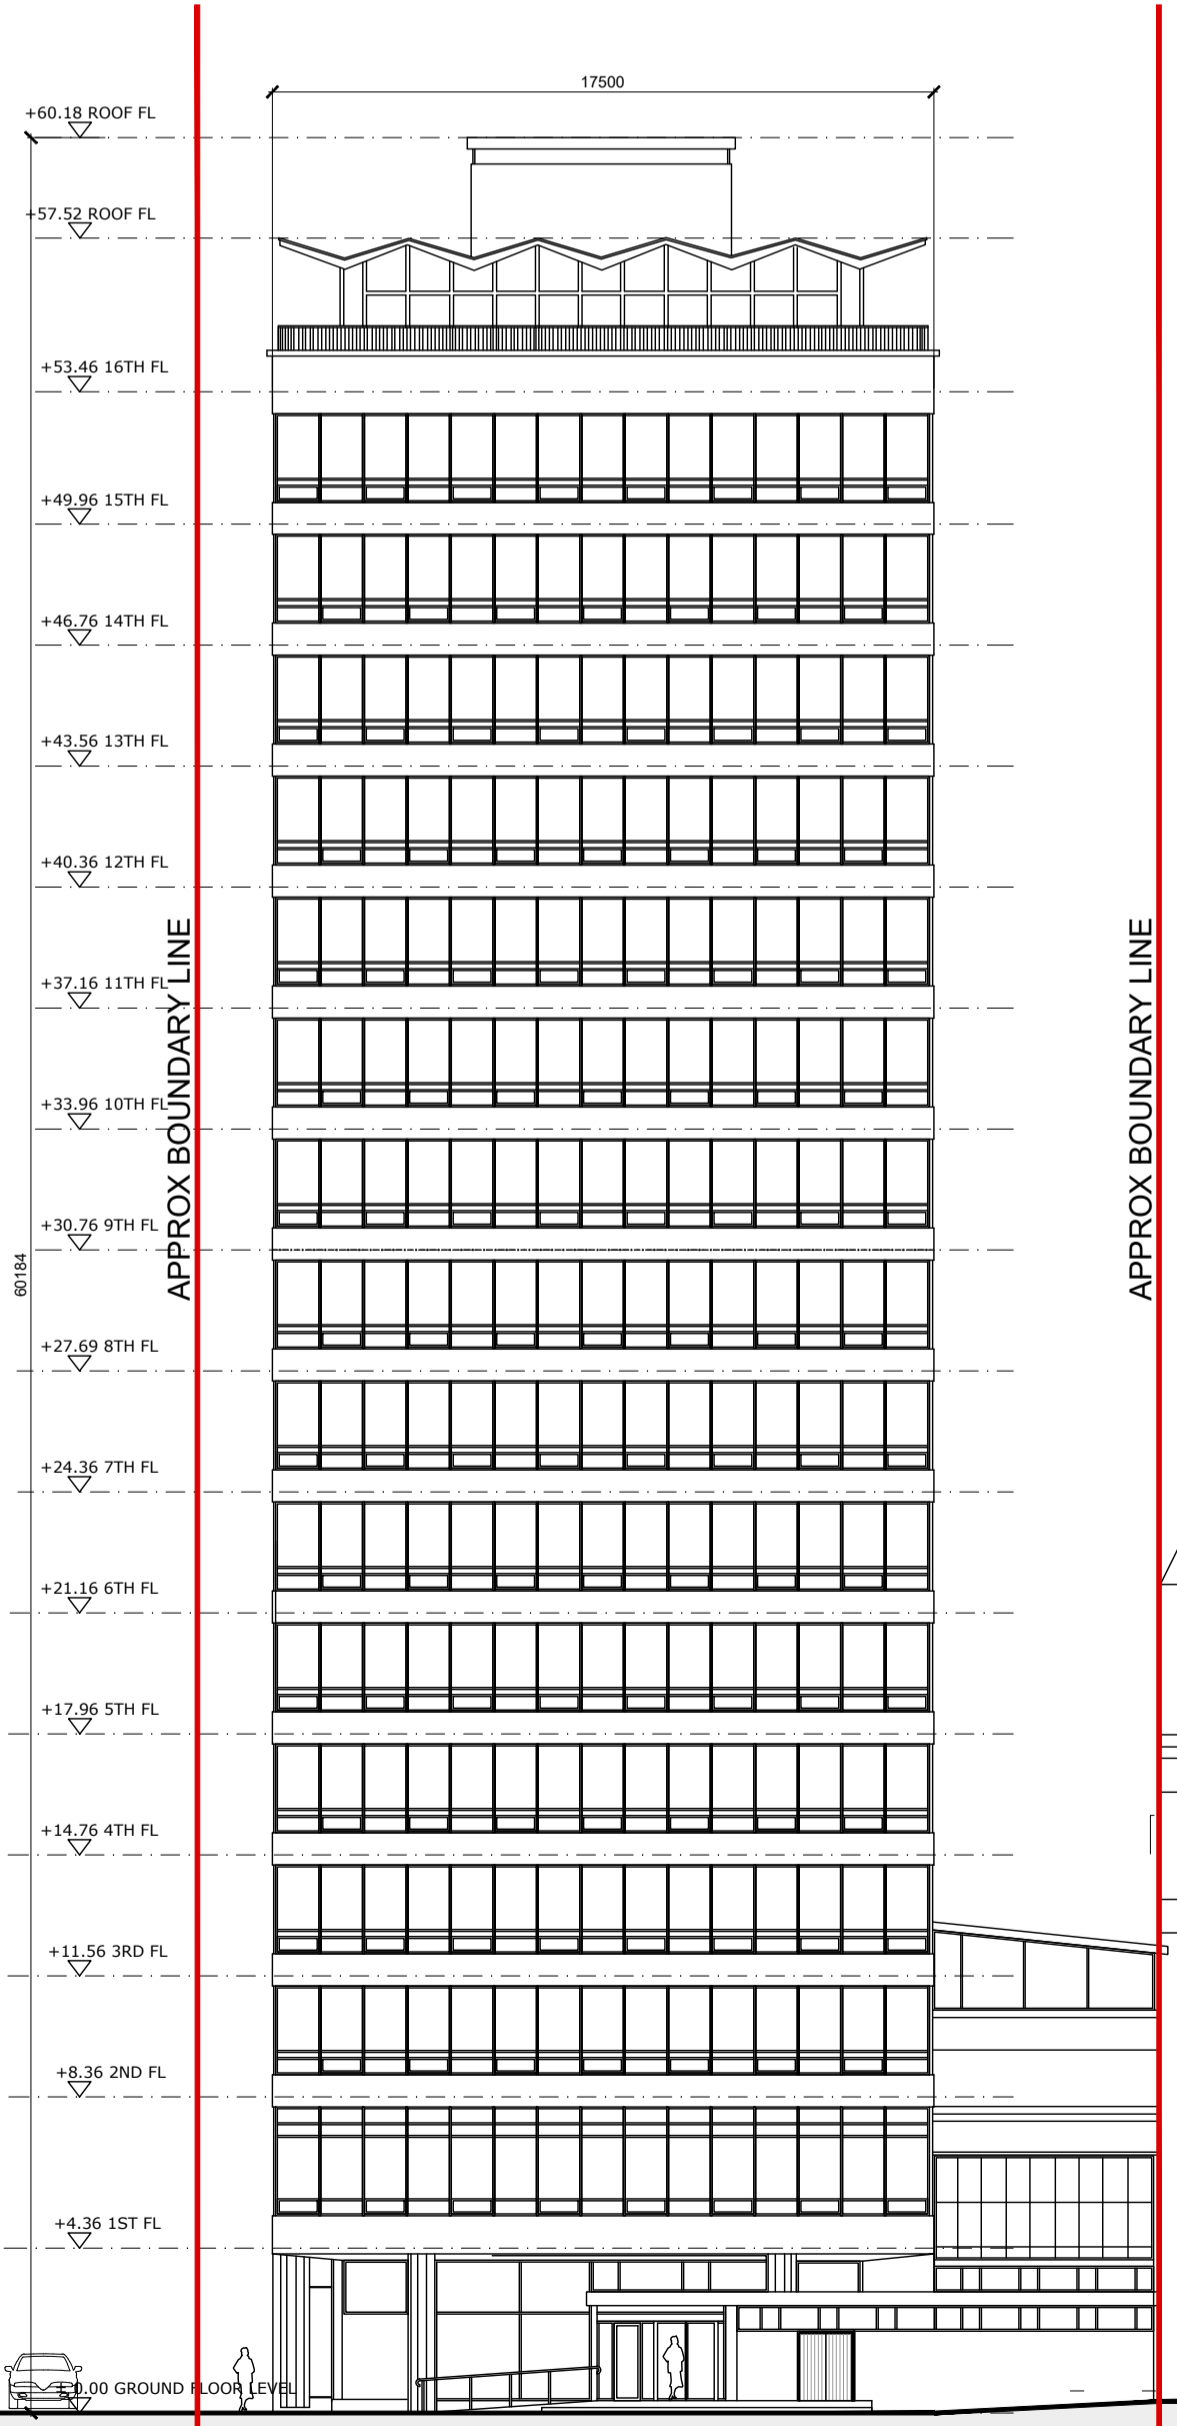 17500
+60.18 ROOF FL
+57.52 ROOF FL
+53.46 16TH FL
+49.96 15TH FL
+46.76 14TH FL
+43.56 13TH FL
+40.36 12TH FL
APPROX BOUNDARY LINE
APPROX BOUNDARY LINE
+37.16 11TH FL
+33.96 10TH FL
+30.76 9TH FL
60184
+27.69 8TH FL
+24.36 7TH FL
+21.16 6TH FL
+17.96 5TH FL
+14.76 4TH FL
+11.56 3RD FL
+8.36 2ND FL
+4.36 1ST FL
± 0.00 GROUND FLOOR LEVEL